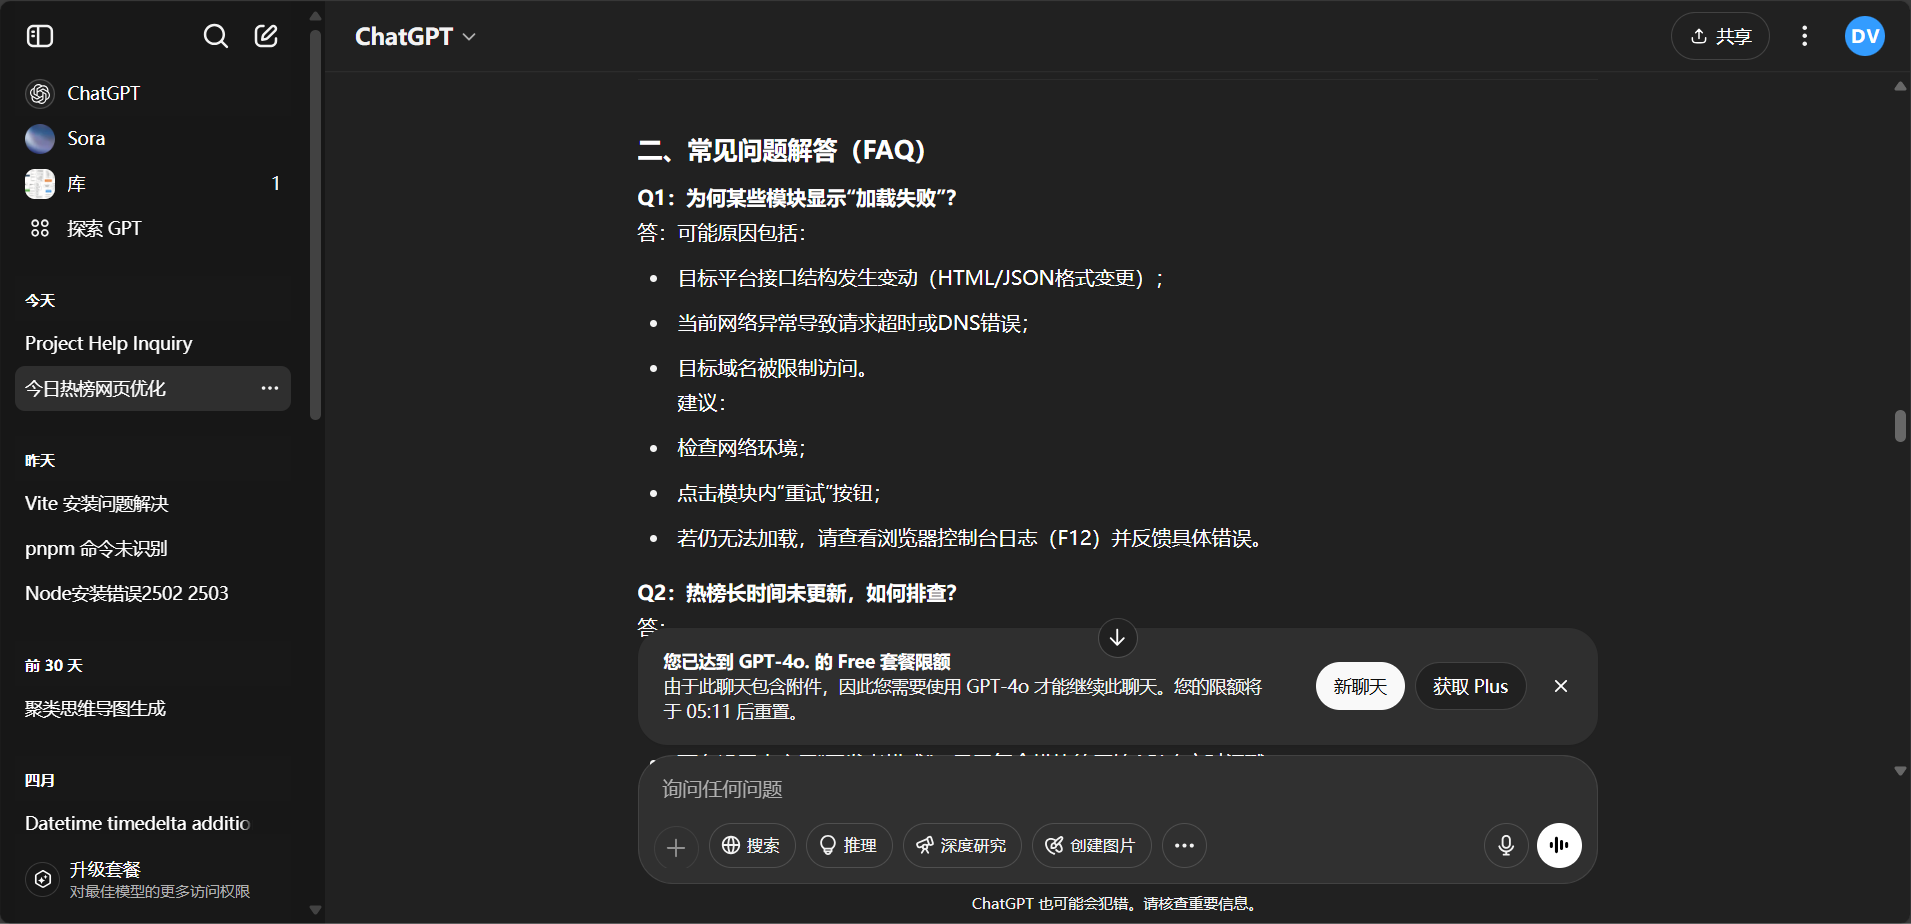 ChatGPT
Sora
库 1
探索 GPT
今天
Project Help Inquiry
今日热榜网页优化
昨天
Vite 安装问题解决
pnpm 命令未识别
Node安装错误2502 2503
前 30 天
聚类思维导图生成
四月
Datetime timedelta additio
升级套餐
对最佳模型的更多访问权限
ChatGPT
共享
DV
二、常见问题解答（FAQ）
Q1：为何某些模块显示“加载失败”？
答：可能原因包括：
• 目标平台接口结构发生变动（HTML/JSON格式变更）；
• 当前网络异常导致请求超时或DNS错误；
• 目标域名被限制访问。
建议：
• 检查网络环境；
• 点击模块内“重试”按钮；
• 若仍无法加载，请查看浏览器控制台日志（F12）并反馈具体错误。
Q2：热榜长时间未更新，如何排查？
答：
您已达到 GPT-4o. 的 Free 套餐限额
由于此聊天包含附件，因此您需要使用 GPT-4o 才能继续此聊天。您的限额将
于 05:11 后重置。
新聊天
获取 Plus
询问任何问题
搜索
推理
深度研究
创建图片
ChatGPT 也可能会犯错。请核查重要信息。